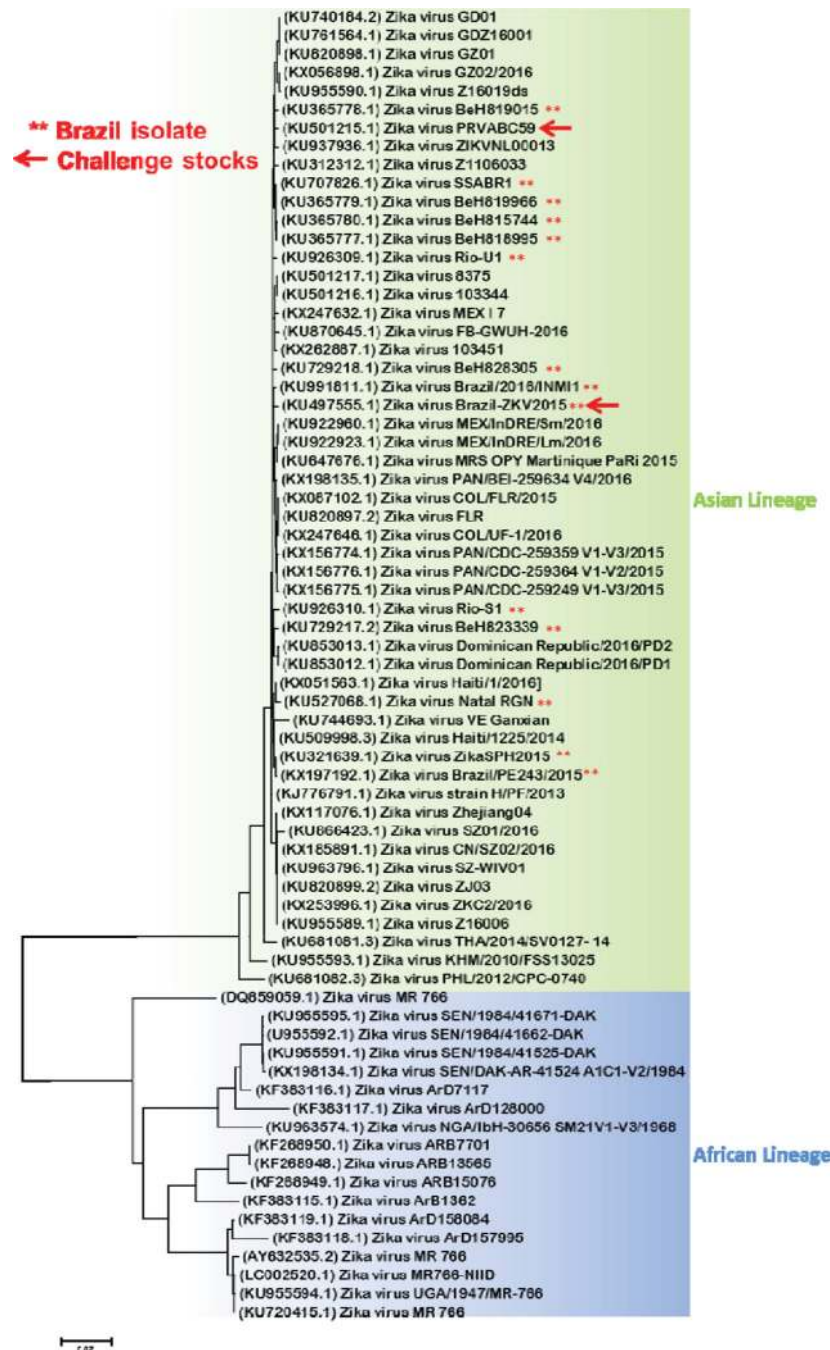 (KU740184.2) Zika virus GD01
(KU761564.1) Zika virus GDZ16001
(KU820898.1) Zika virus GZ01
(KX056898.1) Zika virus GZ02/2016
(KU955590.1) Zika virus Z16019ds
(KU365778.1) Zika virus BeH819015 **
** Brazil isolate
(KU501215.1) Zika virus PRVABC59
(KU937936.1) Zika virus ZIKVNL00013
Challenge stocks
(KU312312.1) Zika virus Z1106033
(KU707826.1) Zika virus SSABR1 **
(KU365779.1) Zika virus BeH819966 **
(KU365780.1) Zika virus BeH815744 **
(KU365777.1) Zika virus BeH818995 **
(KU926309.1) Zika virus Rio-U1 **
(KU501217.1) Zika virus 8375
(KU501216.1) Zika virus 103344
(KX247632.1) Zika virus MEX I 7
(KU870645.1) Zika virus FB-GWUH-2016
(KX262887.1) Zika virus 103451
(KU729218.1) Zika virus BeH828305 **
(KU991811.1) Zika virus Brazil/2016/INMI1 **
(KU497555.1) Zika virus Brazil-ZKV2015 **
(KU922960.1) Zika virus MEX/InDRE/Sm/2016
(KU922923.1) Zika virus MEX/InDRE/Lm/2016
(KU647676.1) Zika virus MRS OPY Martinique PaRi 2015
(KX198135.1) Zika virus PAN/BEI-259634 V4/2016
(KX087102.1) Zika virus COL/FLR/2015
Asian Lineage
(KU820897.2) Zika virus FLR
(KX247646.1) Zika virus COL/UF-1/2016
(KX156774.1) Zika virus PAN/CDC-259359 V1-V3/2015
(KX156776.1) Zika virus PAN/CDC-259364 V1-V2/2015
(KX156775.1) Zika virus PAN/CDC-259249 V1-V3/2015
(KU926310.1) Zika virus Rio-S1 **
(KU729217.2) Zika virus BeH823339 **
(KU853013.1) Zika virus Dominican Republic/2016/PD2
(KU853012.1) Zika virus Dominican Republic/2016/PD1
(KX051563.1) Zika virus Haiti/1/2016]
(KU527068.1) Zika virus Natal RGN **
(KU744693.1) Zika virus VE Ganxian
(KU509998.3) Zika virus Haiti/1225/2014
(KU321639.1) Zika virus ZikaSPH2015 **
(KX197192.1) Zika virus Brazil/PE243/2015 **
(KJ776791.1) Zika virus strain H/PF/2013
(KX117076.1) Zika virus Zhejiang04
(KU866423.1) Zika virus SZ01/2016
(KX185891.1) Zika virus CN/SZ02/2016
(KU963796.1) Zika virus SZ-WIV01
(KU820899.2) Zika virus ZJ03
(KX253996.1) Zika virus ZKC2/2016
(KU955589.1) Zika virus Z16006
(KU681081.3) Zika virus THA/2014/SV0127- 14
(KU955593.1) Zika virus KHM/2010/FSS13025
(KU681082.3) Zika virus PHL/2012/CPC-0740
(DQ859059.1) Zika virus MR 766
(KU955595.1) Zika virus SEN/1984/41671-DAK
(U955592.1) Zika virus SEN/1984/41662-DAK
(KU955591.1) Zika virus SEN/1984/41525-DAK
(KX198134.1) Zika virus SEN/DAK-AR-41524 A1C1-V2/1984
(KF383116.1) Zika virus ArD7117
(KF383117.1) Zika virus ArD128000
(KU963574.1) Zika virus NGA/IbH-30656 SM21V1-V3/1968
(KF268950.1) Zika virus ARB7701
African Lineage
(KF268948.) Zika virus ARB13565
(KF268949.1) Zika virus ARB15076
(KF383115.1) Zika virus ArB1362
(KF383119.1) Zika virus ArD158084
(KF383118.1) Zika virus ArD157995
(AY632535.2) Zika virus MR 766
(LC002520.1) Zika virus MR766-NIID
(KU955594.1) Zika virus UGA/1947/MR-766
(KU720415.1) Zika virus MR 766